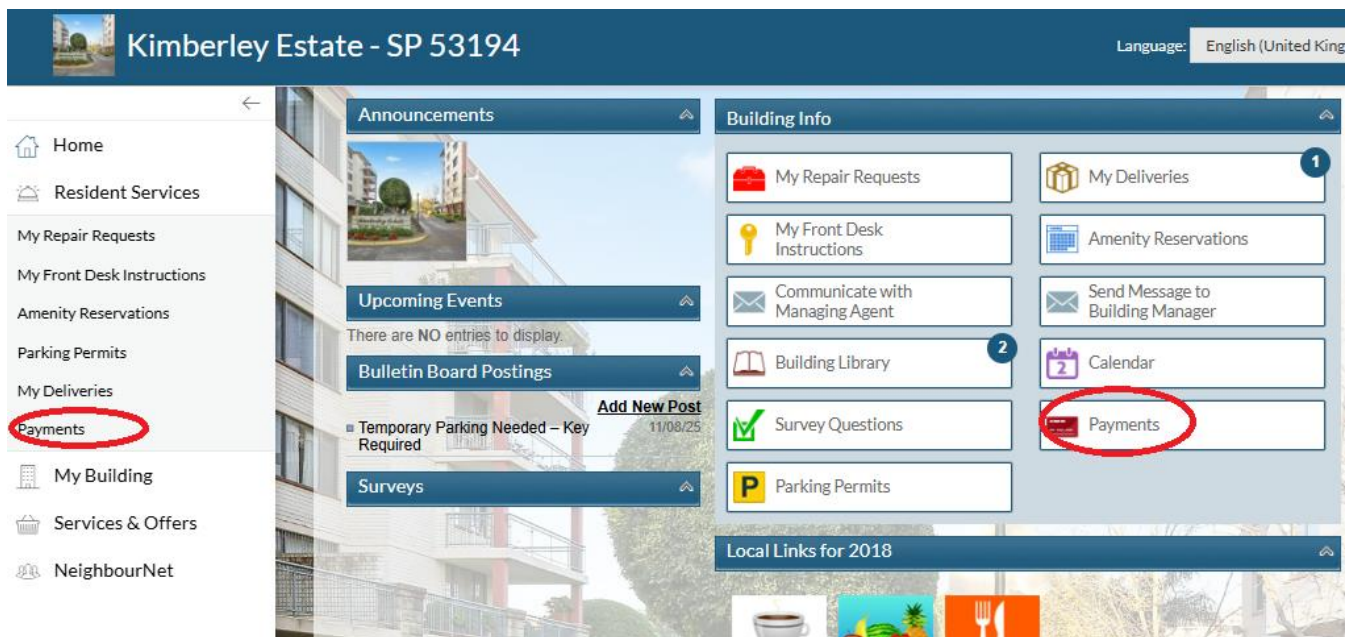 Kimberley Estate - SP 53194
Language:
English (United King
Home
Resident Services
My Repair Requests
My Front Desk Instructions
Amenity Reservations
Parking Permits
My Deliveries
Payments
My Building
Services & Offers
NeighbourNet
Announcements
Upcoming Events
There are NO entries to display.
Bulletin Board Postings
Add New Post
Temporary Parking Needed – Key
11/08/25
Required
Surveys
Building Info
My Repair Requests
My Deliveries
1
My Front Desk
Instructions
Amenity Reservations
Communicate with
Managing Agent
Send Message to
Building Manager
Building Library
2
2
Calendar
Survey Questions
Payments
P
Parking Permits
Local Links for 2018